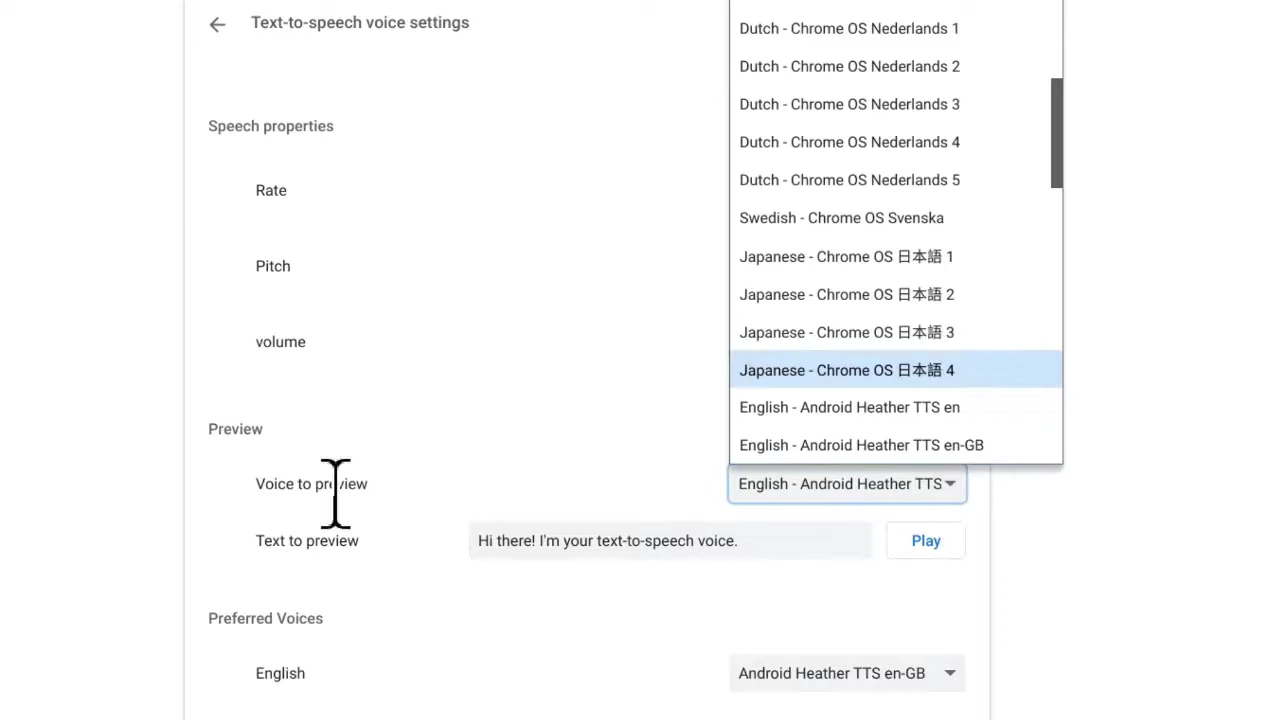 Text-to-speech voice settings
Speech properties
Rate
Pitch
volume
Dutch - Chrome OS Nederlands 1
Dutch - Chrome OS Nederlands 2
Dutch - Chrome OS Nederlands 3
Dutch - Chrome OS Nederlands 4
Dutch - Chrome OS Nederlands 5
Swedish - Chrome OS Svenska
Japanese - Chrome OS 日本語 1
Japanese - Chrome OS 日本語 2
Japanese - Chrome OS 日本語 3
Japanese - Chrome OS 日本語 4
English - Android Heather TTS en
English - Android Heather TTS en-GB
Preview
Voice to preview
English - Android Heather TTS
Text to preview
Hi there! I'm your text-to-speech voice.
Play
Preferred Voices
English
Android Heather TTS en-GB